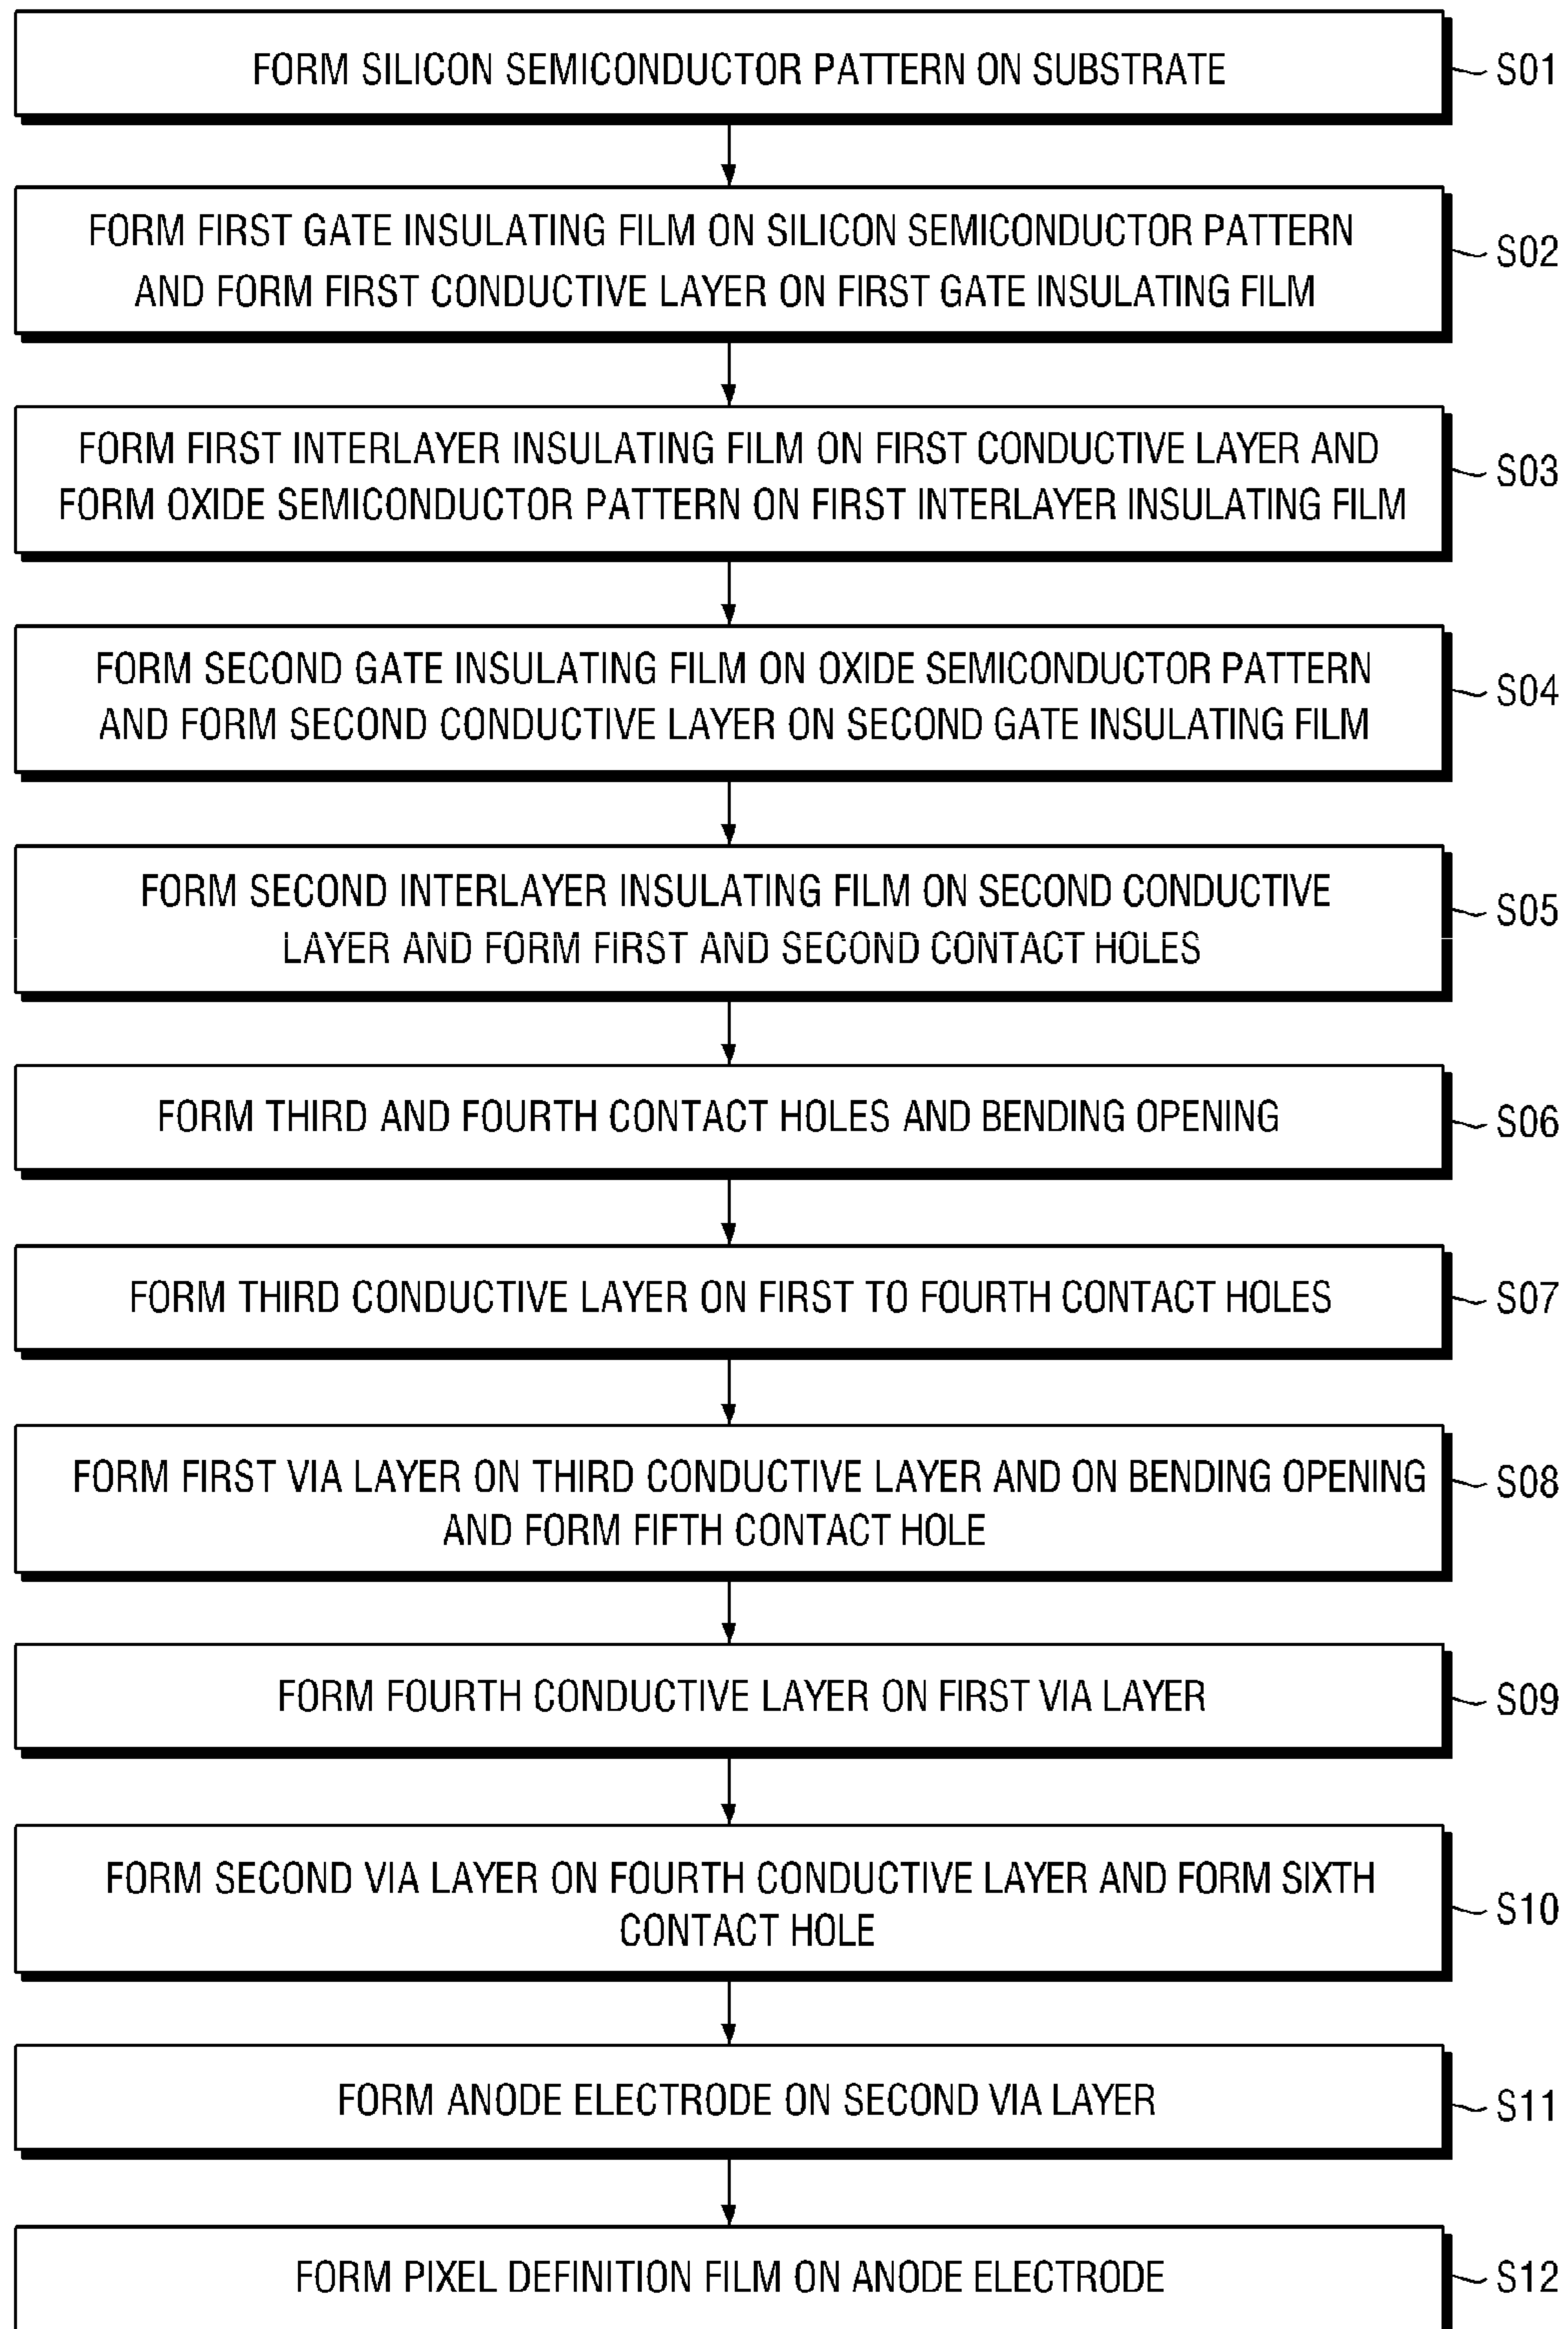 FORM SILICON SEMICONDUCTOR PATTERN ON SUBSTRATE
S01
FORM FIRST GATE INSULATING FILM ON SILICON SEMICONDUCTOR PATTERN
AND FORM FIRST CONDUCTIVE LAYER ON FIRST GATE INSULATING FILM
S02
FORM FIRST INTERLAYER INSULATING FILM ON FIRST CONDUCTIVE LAYER AND
FORM OXIDE SEMICONDUCTOR PATTERN ON FIRST INTERLAYER INSULATING FILM
S03
FORM SECOND GATE INSULATING FILM ON OXIDE SEMICONDUCTOR PATTERN
AND FORM SECOND CONDUCTIVE LAYER ON SECOND GATE INSULATING FILM
S04
FORM SECOND INTERLAYER INSULATING FILM ON SECOND CONDUCTIVE
LAYER AND FORM FIRST AND SECOND CONTACT HOLES
S05
FORM THIRD AND FOURTH CONTACT HOLES AND BENDING OPENING
S06
FORM THIRD CONDUCTIVE LAYER ON FIRST TO FOURTH CONTACT HOLES
S07
FORM FIRST VIA LAYER ON THIRD CONDUCTIVE LAYER AND ON BENDING OPENING
AND FORM FIFTH CONTACT HOLE
S08
FORM FOURTH CONDUCTIVE LAYER ON FIRST VIA LAYER
S09
FORM SECOND VIA LAYER ON FOURTH CONDUCTIVE LAYER AND FORM SIXTH
CONTACT HOLE
S10
FORM ANODE ELECTRODE ON SECOND VIA LAYER
S11
FORM PIXEL DEFINITION FILM ON ANODE ELECTRODE
S12